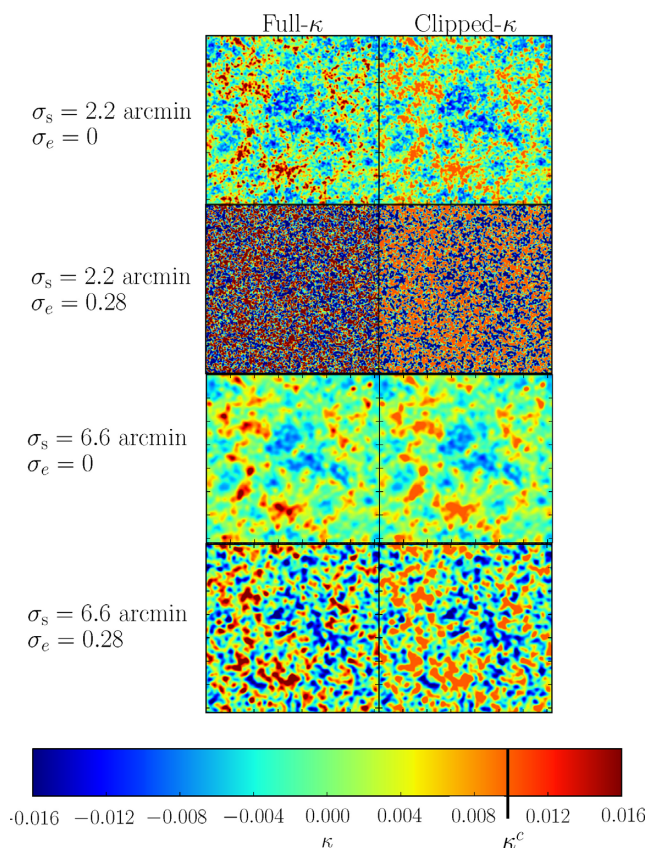 Full-κ Clipped-κ
σs = 2.2 arcmin
σe = 0
σs = 2.2 arcmin
σe = 0.28
σs = 6.6 arcmin
σe = 0
σs = 6.6 arcmin
σe = 0.28
-0.016 −0.012 −0.008 −0.004 0.000 0.004 0.008 0.012 0.016
κ κc